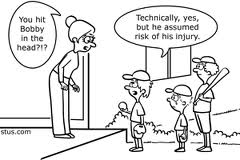 You hit
Bobby
in the
head?!?
Technically, yes,
but he assumed
risk of his injury.
stus.com